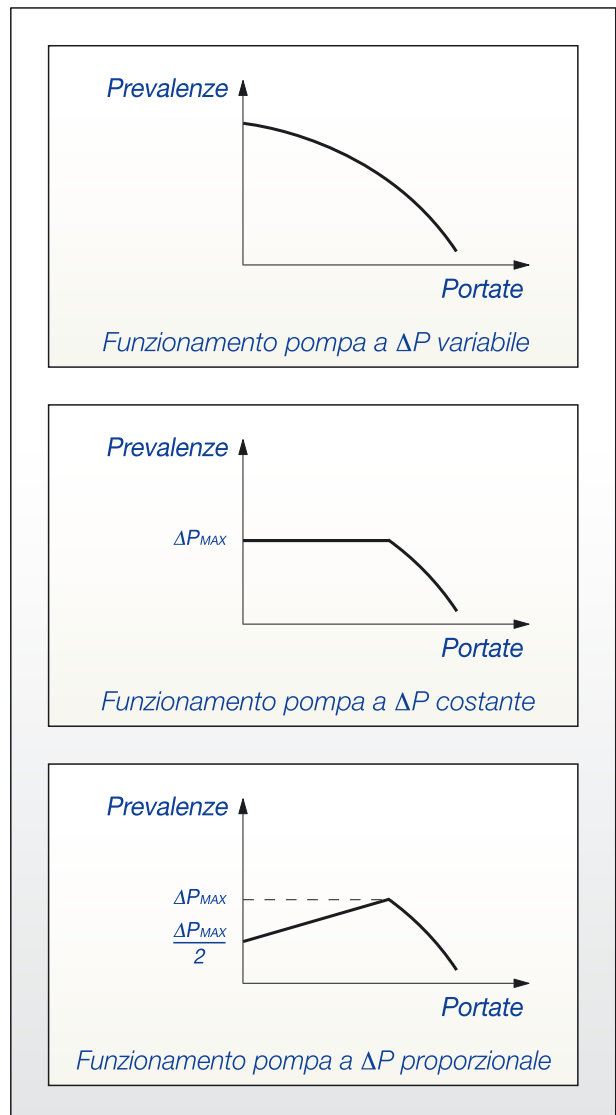 Prevalenze
Portate
Funzionamento pompa a ΔP variabile
Prevalenze
ΔPMAX
Portate
Funzionamento pompa a ΔP costante
Prevalenze
ΔPMAX
ΔPMAX
2
Portate
Funzionamento pompa a ΔP proporzionale